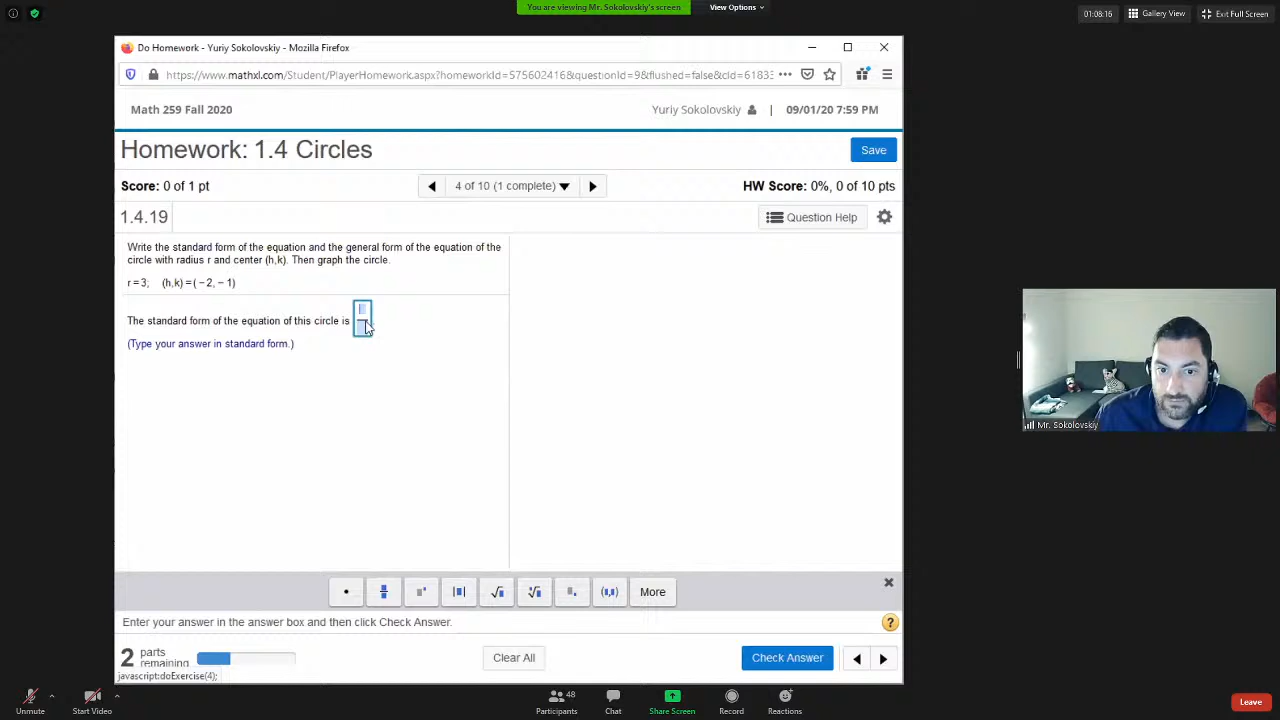 You are viewing Mr. Sokolovskiy's screen
View Options
01:08:16
Gallery View
Exit Full Screen
Do Homework - Yuriy Sokolovskiy - Mozilla Firefox
https://www.mathxl.com/Student/PlayerHomework.aspx?homeworkId=575602416&questionId=9&flushed=false&cId=6183
Math 259 Fall 2020
Yuriy Sokolovskiy | 09/01/20 7:59 PM
Homework: 1.4 Circles
Save
Score: 0 of 1 pt
4 of 10 (1 complete)
HW Score: 0%, 0 of 10 pts
1.4.19
Question Help
Write the standard form of the equation and the general form of the equation of the
circle with radius r and center (h,k). Then graph the circle.
r = 3; (h,k) = ( − 2, − 1)
The standard form of the equation of this circle is
(Type your answer in standard form.)
Mr. Sokolovskiy
More
Enter your answer in the answer box and then click Check Answer.
?
2 parts
remaining
Clear All
Check Answer
javascript:doExercise(4);
Unmute
Start Video
48
Participants
Chat
Share Screen
Record
Reactions
Leave